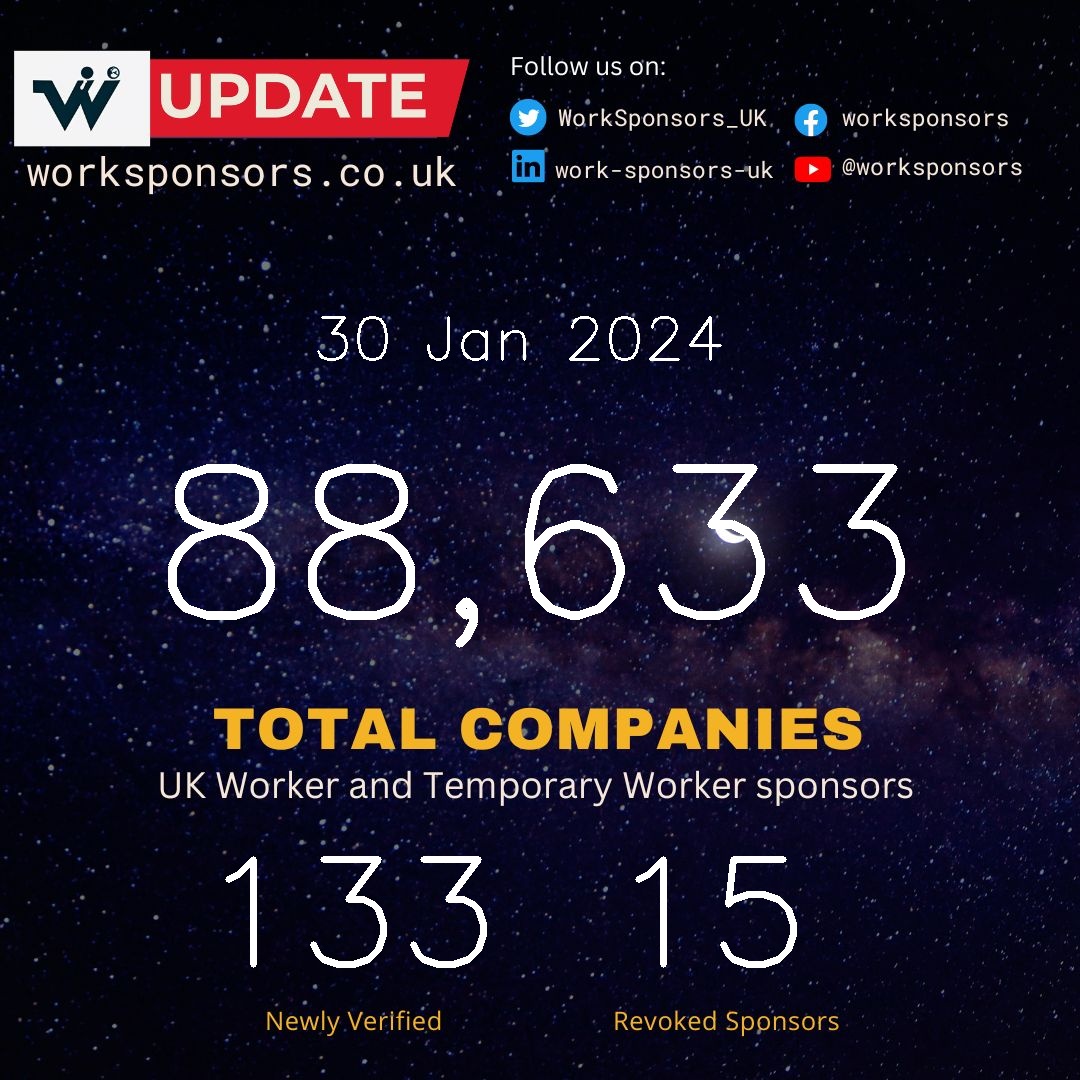 UPDATE
worksponsors.co.uk
Follow us on:
WorkSponsors_UK
worksponsors
work-sponsors-uk
@worksponsors
30 Jan 2024
88,633
TOTAL COMPANIES
UK Worker and Temporary Worker sponsors
133
15
Newly Verified
Revoked Sponsors